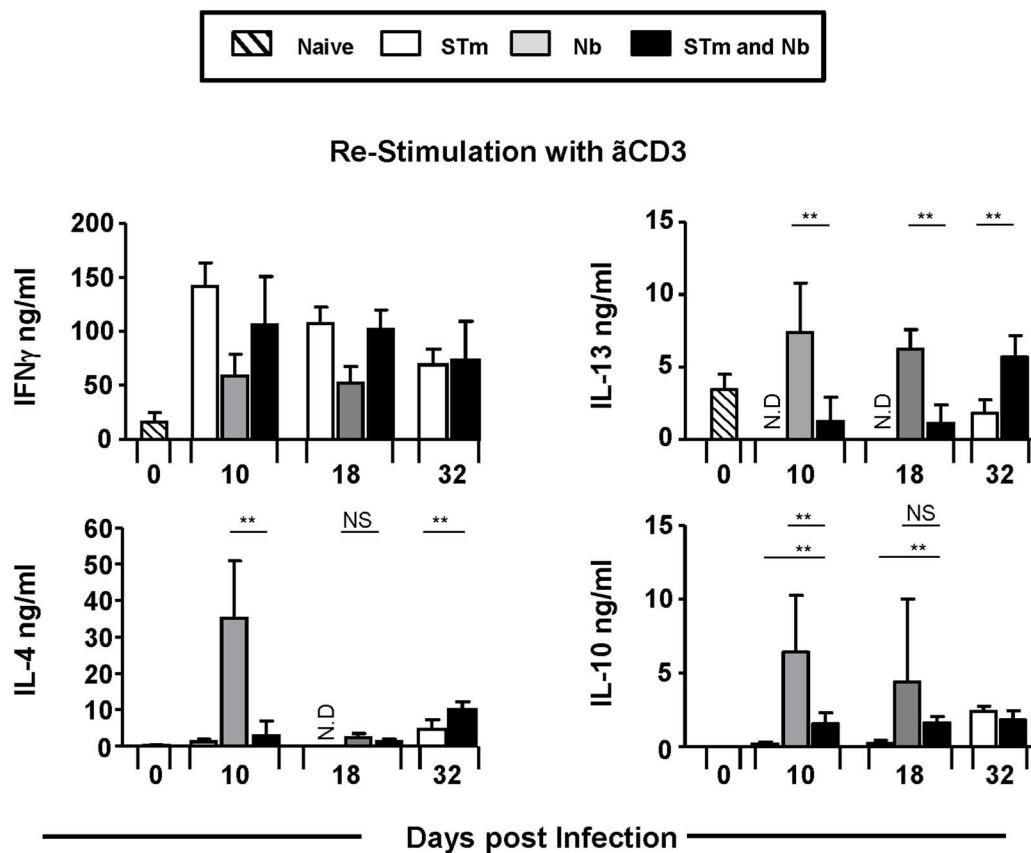 Naive STm Nb STm and Nb
Re-Stimulation with ãCD3
200
150
100
50
0
IFNγ ng/ml
0 10 18 32
15
10
5
0
IL-13 ng/ml
** ** **
N.D N.D
0 10 18 32
60
50
40
30
20
10
0
IL-4 ng/ml
** NS **
N.D
0 10 18 32
15
10
5
0
IL-10 ng/ml
** NS
** **
0 10 18 32
Days post Infection